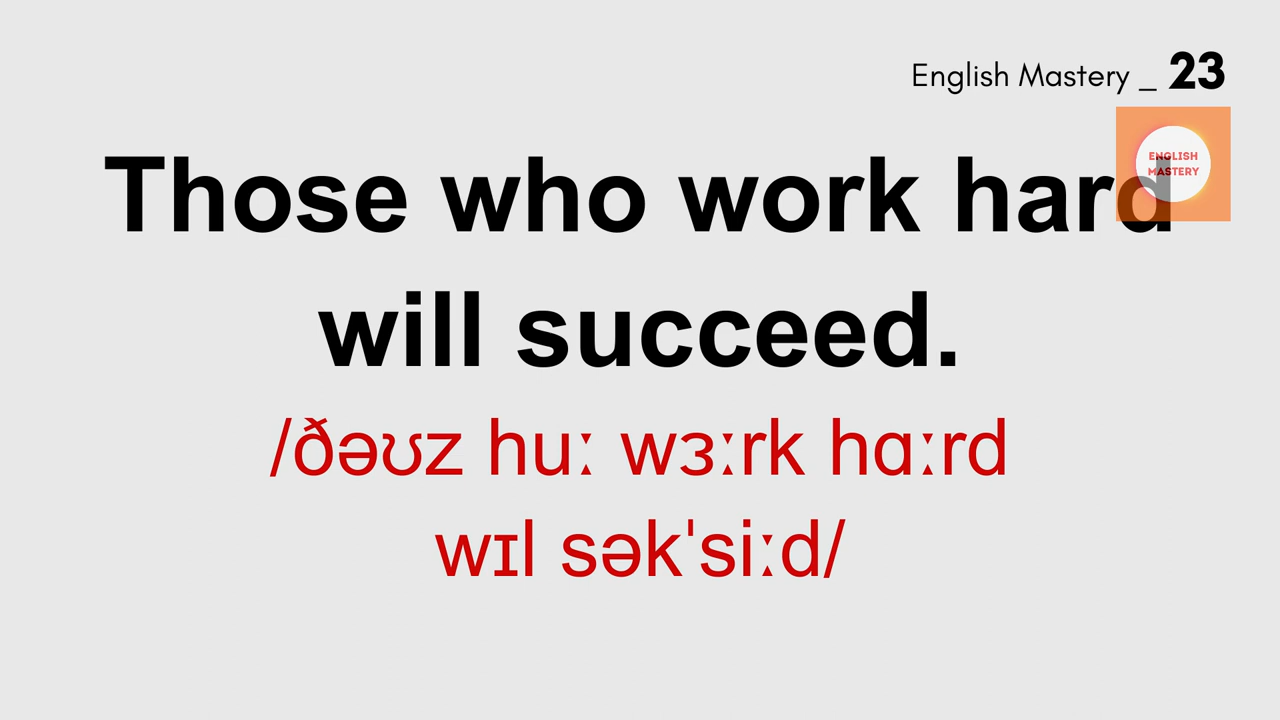 English Mastery _ 23
ENGLISH
MASTERY
Those who work hard
will succeed.
/ðəʊz huː wɜːrk hɑːrd
wɪl səkˈsiːd/